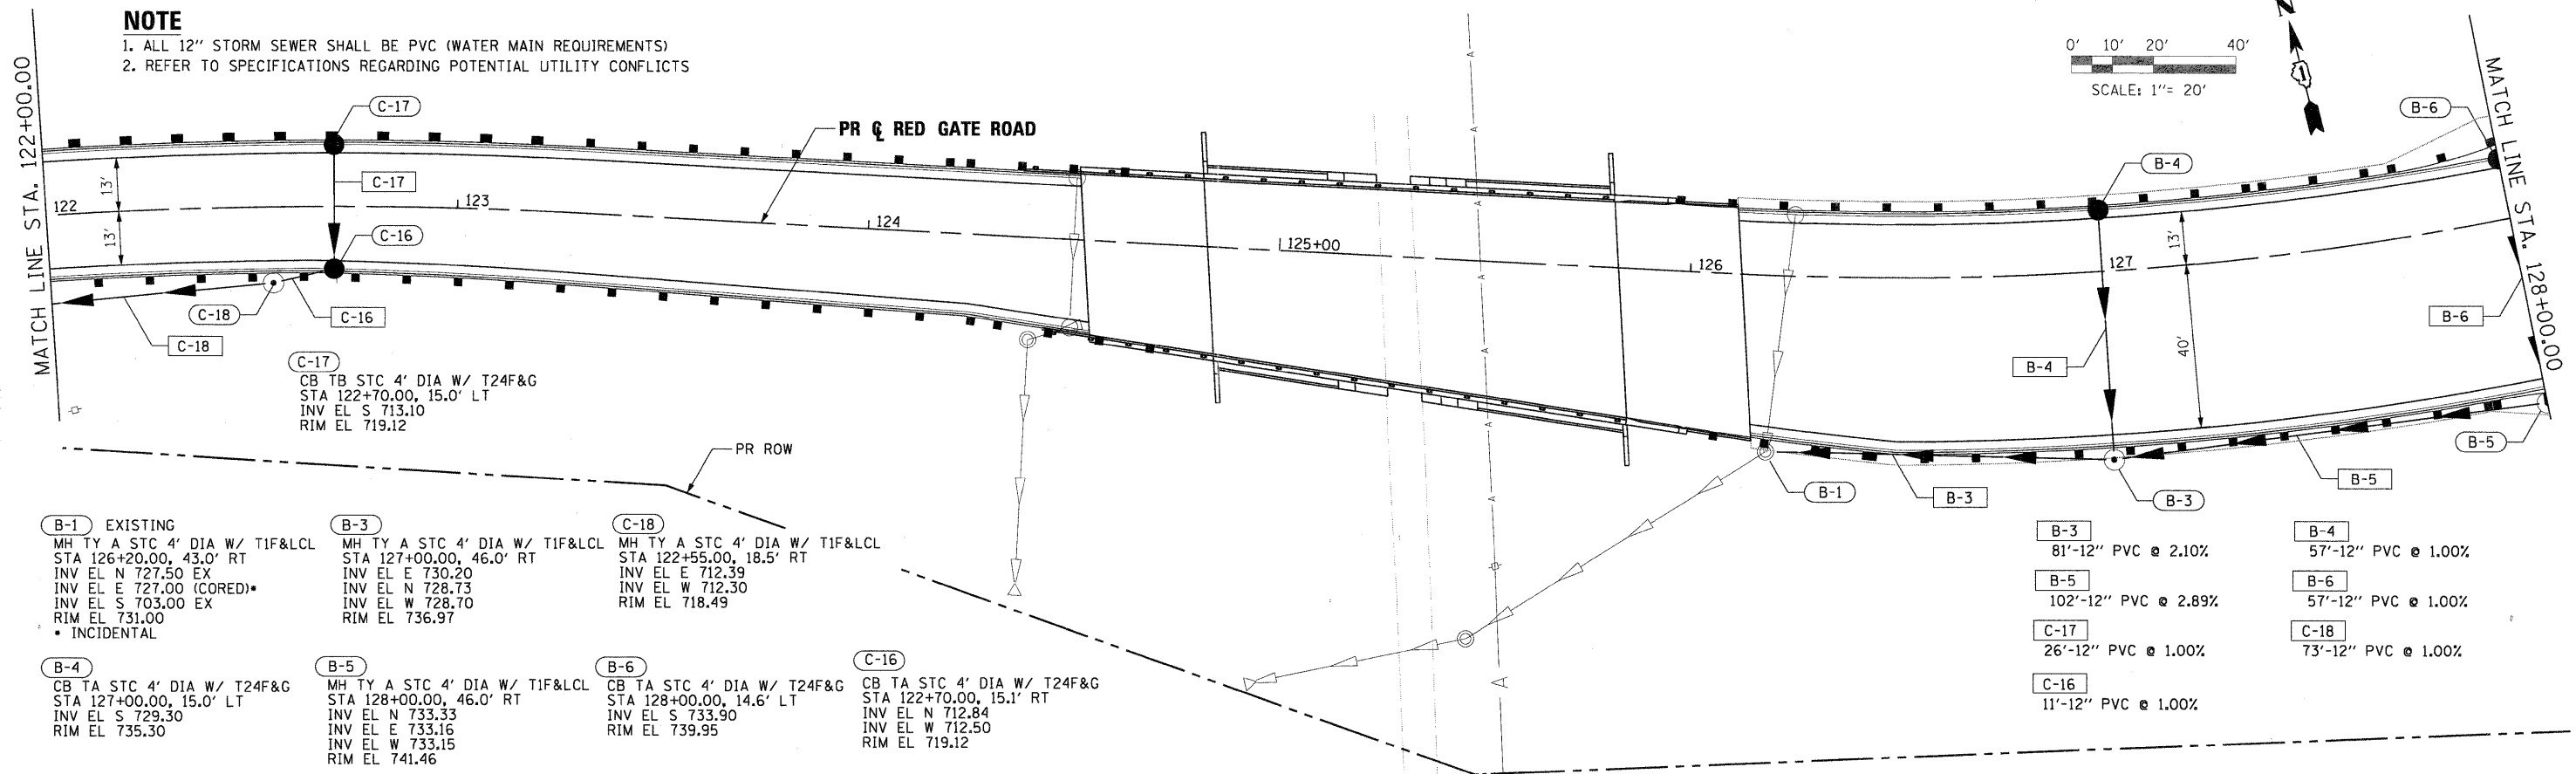 NOTE
1. ALL 12" STORM SEWER SHALL BE PVC (WATER MAIN REQUIREMENTS)
2. REFER TO SPECIFICATIONS REGARDING POTENTIAL UTILITY CONFLICTS
0' 10' 20' 40'
SCALE: 1"= 20'
N
MATCH LINE STA. 122+00.00
MATCH LINE STA. 128+00.00
C-17
PR ℄ RED GATE ROAD
B-6
B-4
C-17
13'
13'
122
123
124
125+00
126
127
13'
40'
C-16
C-18
C-16
C-18
B-4
B-6
B-5
B-5
B-1
B-3
B-3
PR ROW
A
A
A
A
A
A
A
C-17
CB TB STC 4' DIA W/ T24F&G
STA 122+70.00, 15.0' LT
INV EL S 713.10
RIM EL 719.12
B-1 EXISTING
MH TY A STC 4' DIA W/ T1F&LCL
STA 126+20.00, 43.0' RT
INV EL N 727.50 EX
INV EL E 727.00 (CORED)*
INV EL S 703.00 EX
RIM EL 731.00
* INCIDENTAL
B-3
MH TY A STC 4' DIA W/ T1F&LCL
STA 127+00.00, 46.0' RT
INV EL E 730.20
INV EL N 728.73
INV EL W 728.70
RIM EL 736.97
C-18
MH TY A STC 4' DIA W/ T1F&LCL
STA 122+55.00, 18.5' RT
INV EL E 712.39
INV EL W 712.30
RIM EL 718.49
B-4
CB TA STC 4' DIA W/ T24F&G
STA 127+00.00, 15.0' LT
INV EL S 729.30
RIM EL 735.30
B-5
MH TY A STC 4' DIA W/ T1F&LCL
STA 128+00.00, 46.0' RT
INV EL N 733.33
INV EL E 733.16
INV EL W 733.15
RIM EL 741.46
B-6
CB TA STC 4' DIA W/ T24F&G
STA 128+00.00, 14.6' LT
INV EL S 733.90
RIM EL 739.95
C-16
CB TA STC 4' DIA W/ T24F&G
STA 122+70.00, 15.1' RT
INV EL N 712.84
INV EL W 712.50
RIM EL 719.12
B-3
81'-12" PVC @ 2.10%
B-4
57'-12" PVC @ 1.00%
B-5
102'-12" PVC @ 2.89%
B-6
57'-12" PVC @ 1.00%
C-17
26'-12" PVC @ 1.00%
C-18
73'-12" PVC @ 1.00%
C-16
11'-12" PVC @ 1.00%